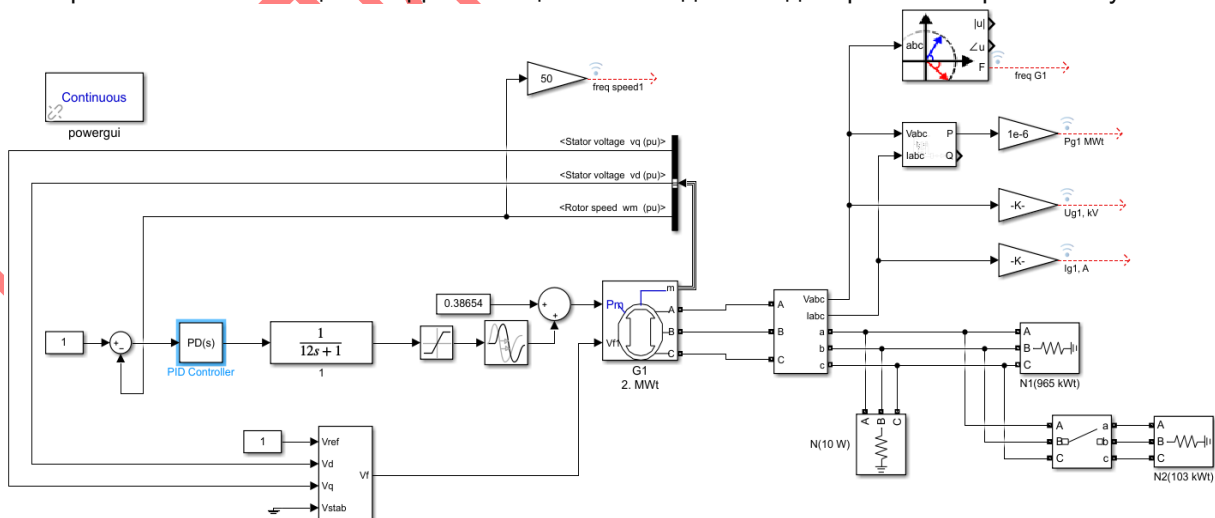 |u|
abc
∠u
F
freq G1
50
freq speed1
Continuous
powergui
Vabc
P
Iabc
Q
1e-6
Pg1 MWt
<Stator voltage vq (pu)>
<Stator voltage vd (pu)>
<Rotor speed wm (pu)>
-K-
Ug1, kV
-K-
Ig1, A
m
0.38654
Pm
A
B
C
Vf1
G1
2. MWt
A
B
C
Vabc
Iabc
a
b
c
A
B
C
N1(965 kWt)
1
PD(s)
PID Controller
1
12s + 1
1
A B C
N(10 W)
A
B
C
a
b
c
A
B
C
N2(103 kWt)
1
Vref
Vd
Vq
Vstab
Vf